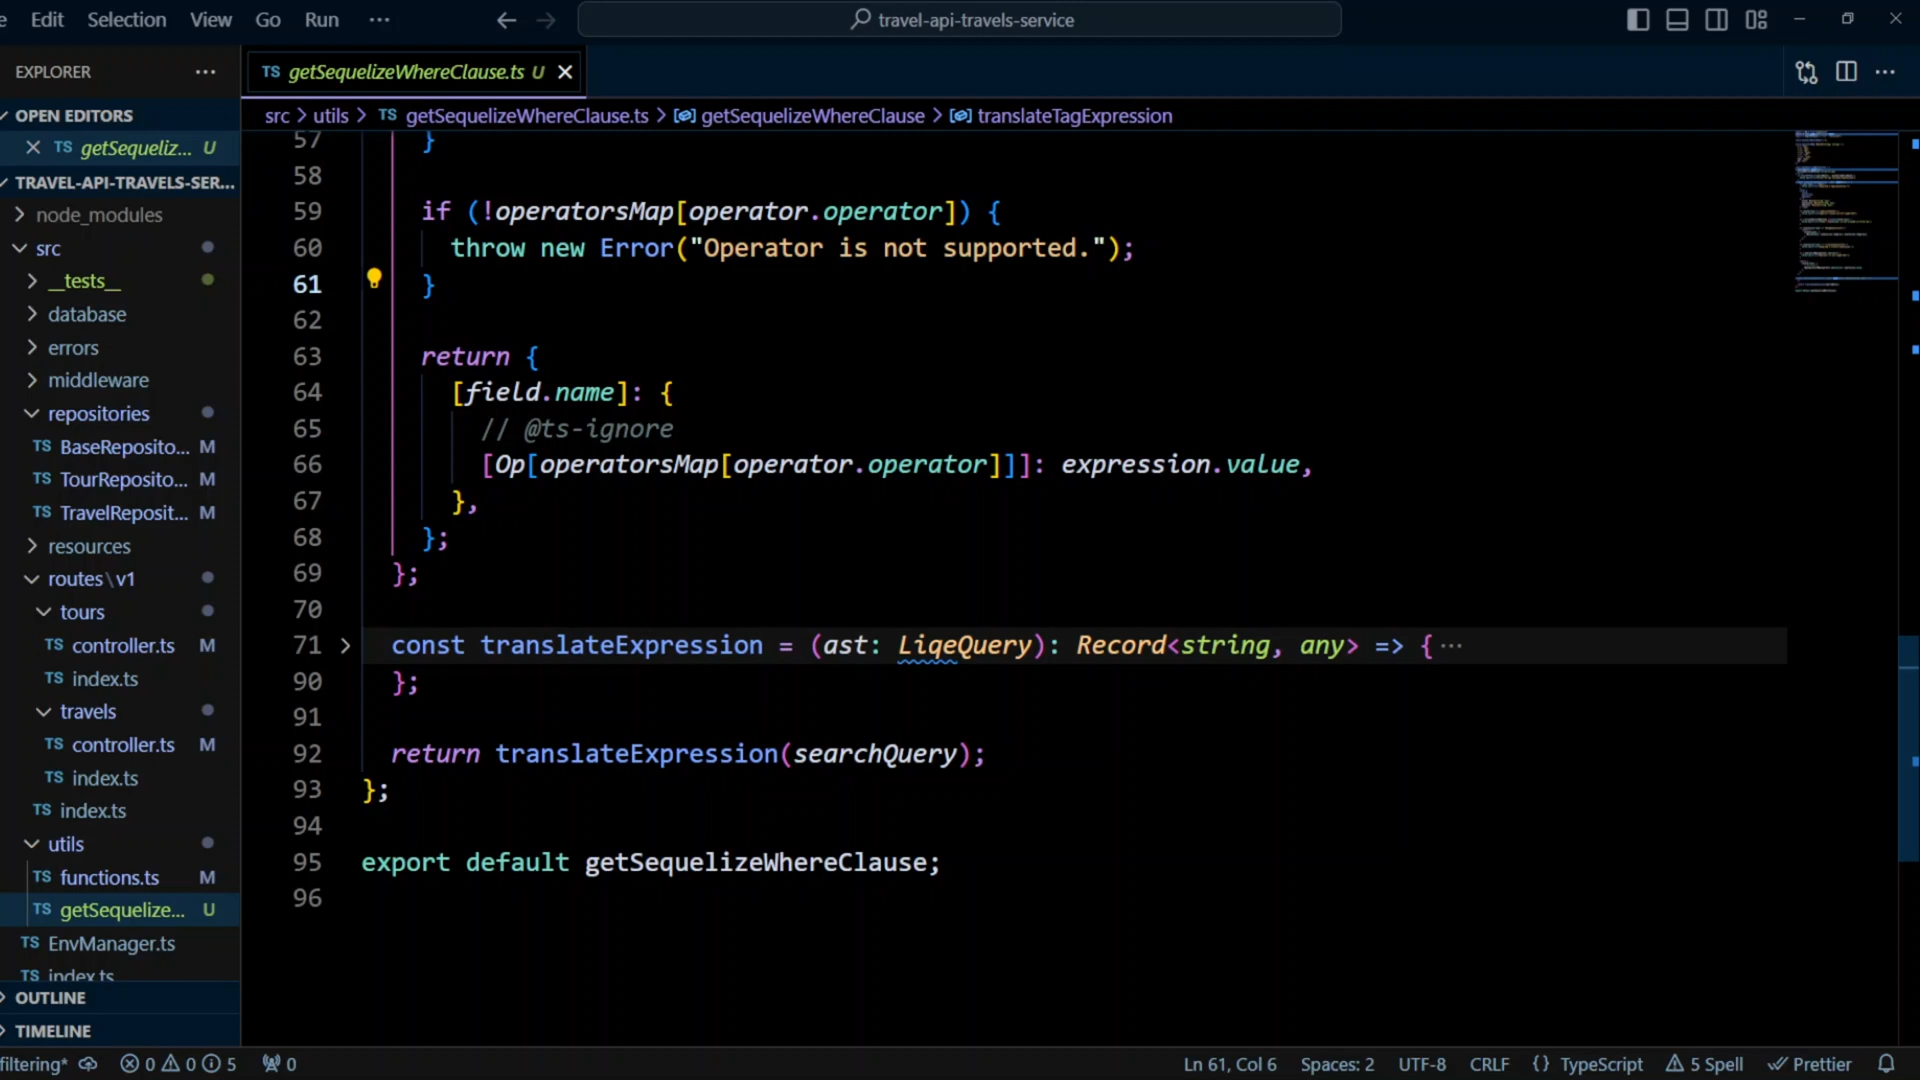 Edit Selection View Go Run ··· travel-api-travels-service
EXPLORER ···
TS getSequelizeWhereClause.ts U
OPEN EDITORS
TS getSequeliz... U
TRAVEL-API-TRAVELS-SER...
node_modules
src
__tests__
database
errors
middleware
repositories
TS BaseReposito... M
TS TourReposito... M
TS TravelReposit... M
resources
routes\v1
tours
TS controller.ts M
TS index.ts
travels
TS controller.ts M
TS index.ts
TS index.ts
utils
TS functions.ts M
TS getSequelize... U
TS EnvManager.ts
TS index.ts
OUTLINE
TIMELINE
src > utils > TS getSequelizeWhereClause.ts > getSequelizeWhereClause > translateTagExpression
57 }
58
59 if (!operatorsMap[operator.operator]) {
60 throw new Error("Operator is not supported.");
61 }
62
63 return {
64 [field.name]: {
65 // @ts-ignore
66 [Op[operatorsMap[operator.operator]]]: expression.value,
67 },
68 };
69 };
70
71 const translateExpression = (ast: LiqeQuery): Record<string, any> => { ···
90 };
91
92 return translateExpression(searchQuery);
93 };
94
95 export default getSequelizeWhereClause;
96
filtering* 0 0 5 0 Ln 61, Col 6 Spaces: 2 UTF-8 CRLF {} TypeScript 5 Spell Prettier